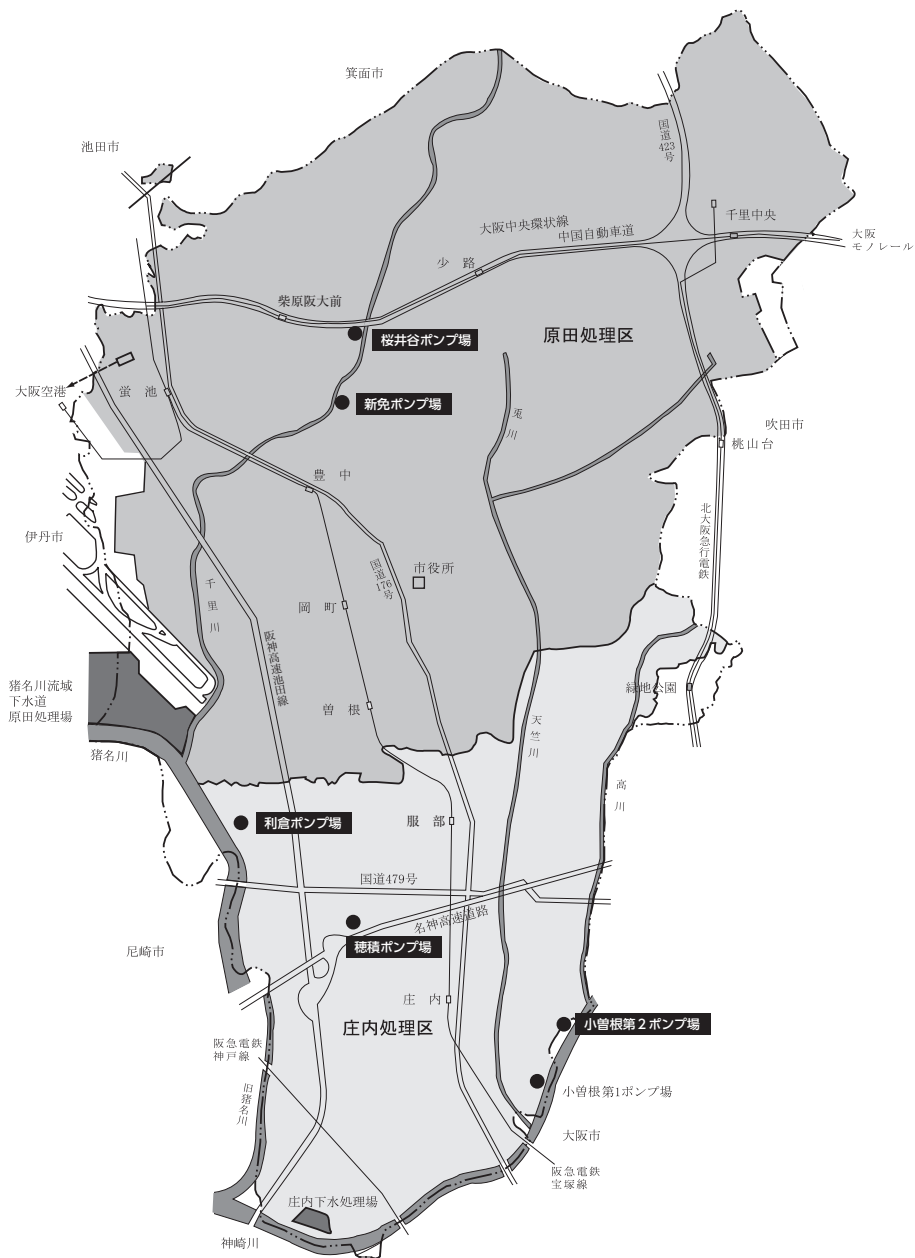 箕面市
池田市
国道
423
号
千里中央
大阪中央環状線
中国自動車道
大阪
モノレール
少路
柴原阪大前
桜井谷ポンプ場
原田処理区
大阪空港
蛍池
新免ポンプ場
兎川
吹田市
桃山台
豊中
北大阪急行電鉄
伊丹市
国道
176
号
市役所
千里川
岡町
阪神高速池田線
猪名川流域
下水道
原田処理場
緑地公園
曽根
天竺川
猪名川
高川
利倉ポンプ場
服部
国道479号
名神高速道路
穂積ポンプ場
尼崎市
庄内
庄内処理区
小曽根第2ポンプ場
阪急電鉄
神戸線
旧猪名川
小曽根第1ポンプ場
大阪市
阪急電鉄
宝塚線
庄内下水処理場
神崎川